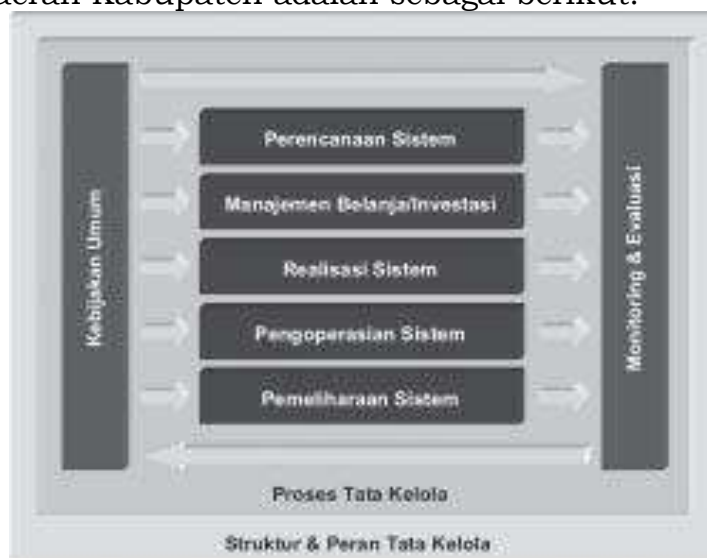 daerah Kabupaten adalah sebagai berikut:
Kebijakan Umum
Perencanaan Sistem
Manajemen Belanja/Investasi
Realisasi Sistem
Pengoperasian Sistem
Pemeliharaan Sistem
Monitoring & Evaluasi
Proses Tata Kelola
Struktur & Peran Tata Kelola